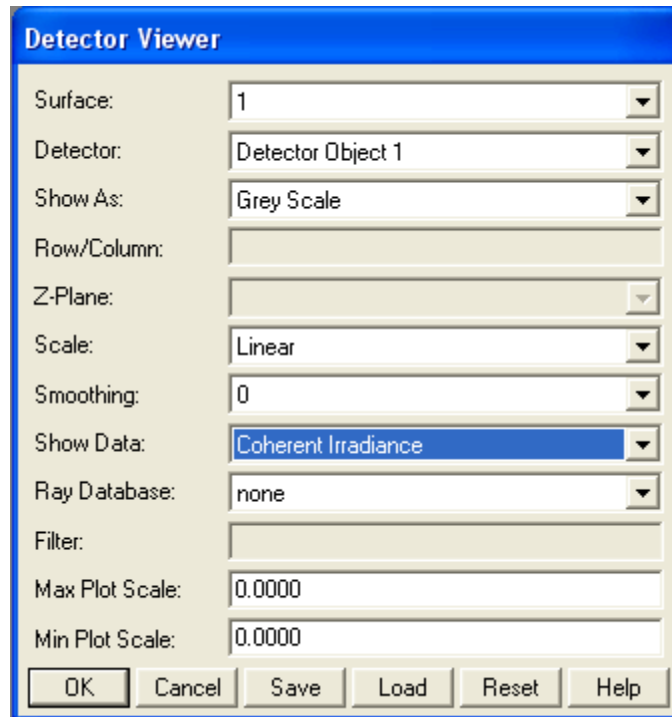 Detector Viewer
Surface: 1
Detector: Detector Object 1
Show As: Grey Scale
Row/Column:
Z-Plane:
Scale: Linear
Smoothing: 0
Show Data: Coherent Irradiance
Ray Database: none
Filter:
Max Plot Scale: 0.0000
Min Plot Scale: 0.0000
OK Cancel Save Load Reset Help